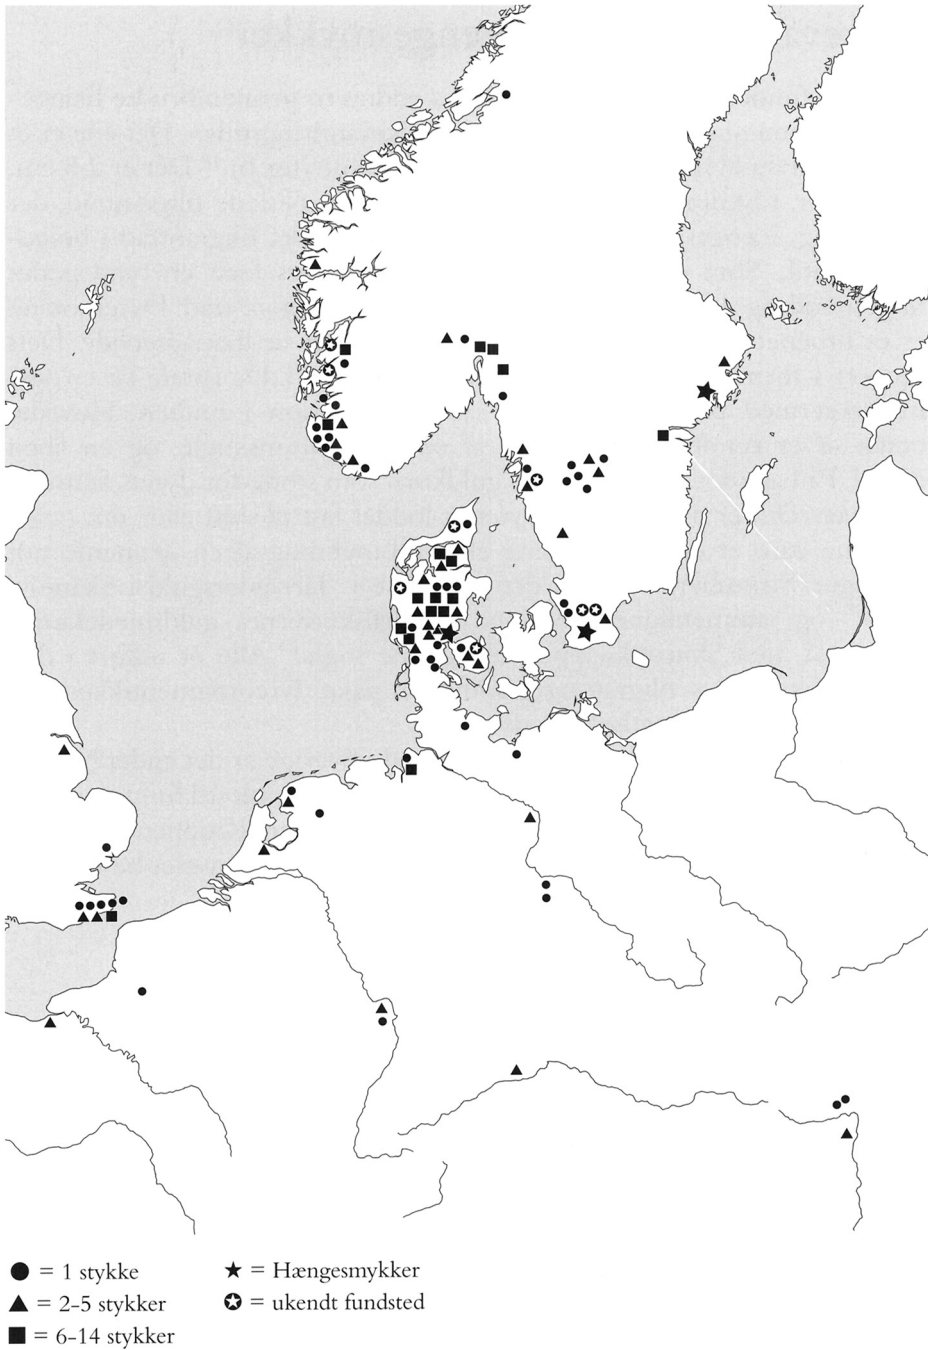 ● = 1 stykke
▲ = 2-5 stykker
■ = 6-14 stykker
★ = Hængesmykker
✪ = ukendt fundsted